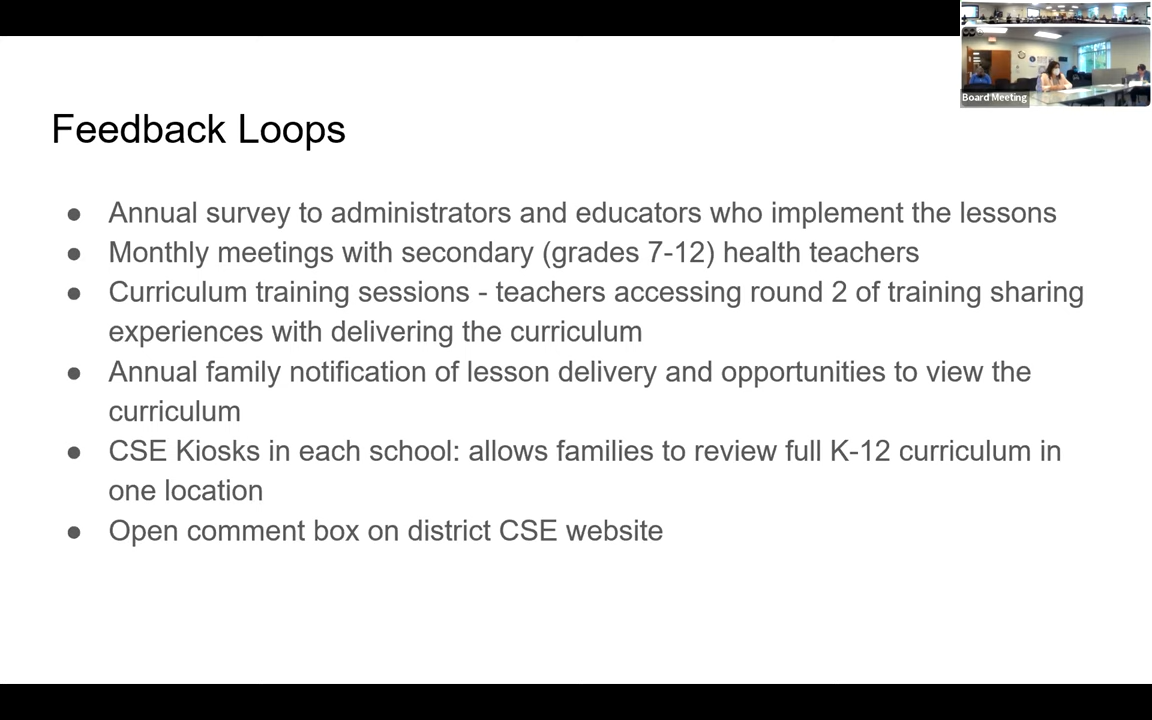 Board Meeting
Feedback Loops
● Annual survey to administrators and educators who implement the lessons
● Monthly meetings with secondary (grades 7-12) health teachers
● Curriculum training sessions - teachers accessing round 2 of training sharing
experiences with delivering the curriculum
● Annual family notification of lesson delivery and opportunities to view the
curriculum
● CSE Kiosks in each school: allows families to review full K-12 curriculum in
one location
● Open comment box on district CSE website